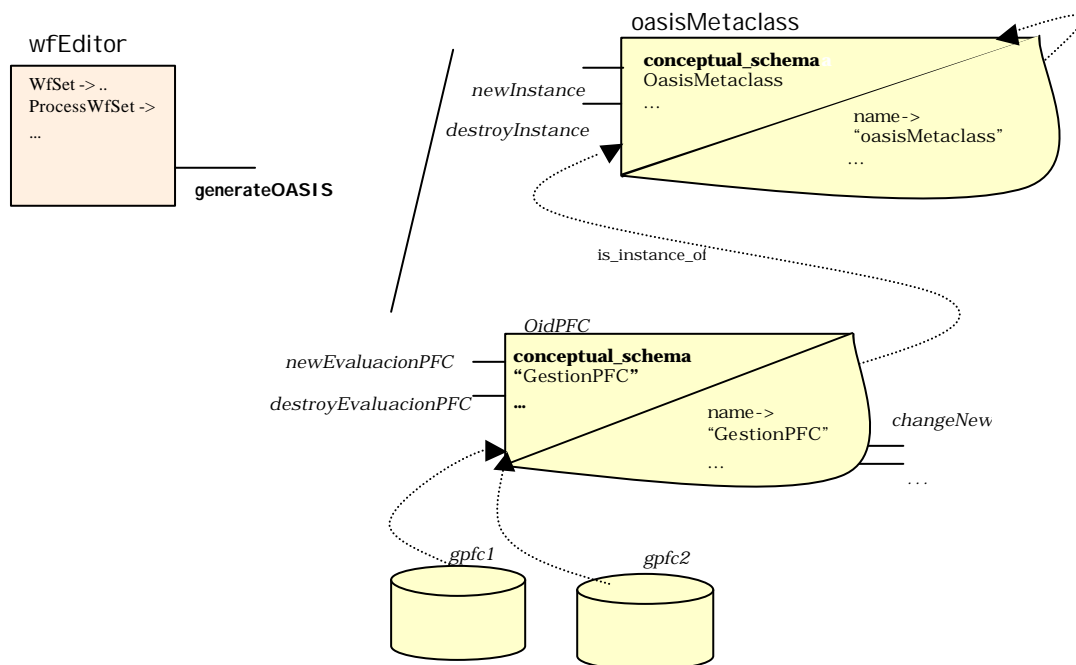 oasisMetaclass
wfEditor
WfSet -> ..
ProcessWfSet ->
...
generateOASIS
conceptual_schema
OasisMetaclass
...
newInstance
destroyInstance
name->
“oasisMetaclass”
...
is_instance_of
OidPFC
newEvaluacionPFC
destroyEvaluacionPFC
conceptual_schema
“GestionPFC”
...
name->
“GestionPFC”
...
changeNew
...
gpfc1
gpfc2